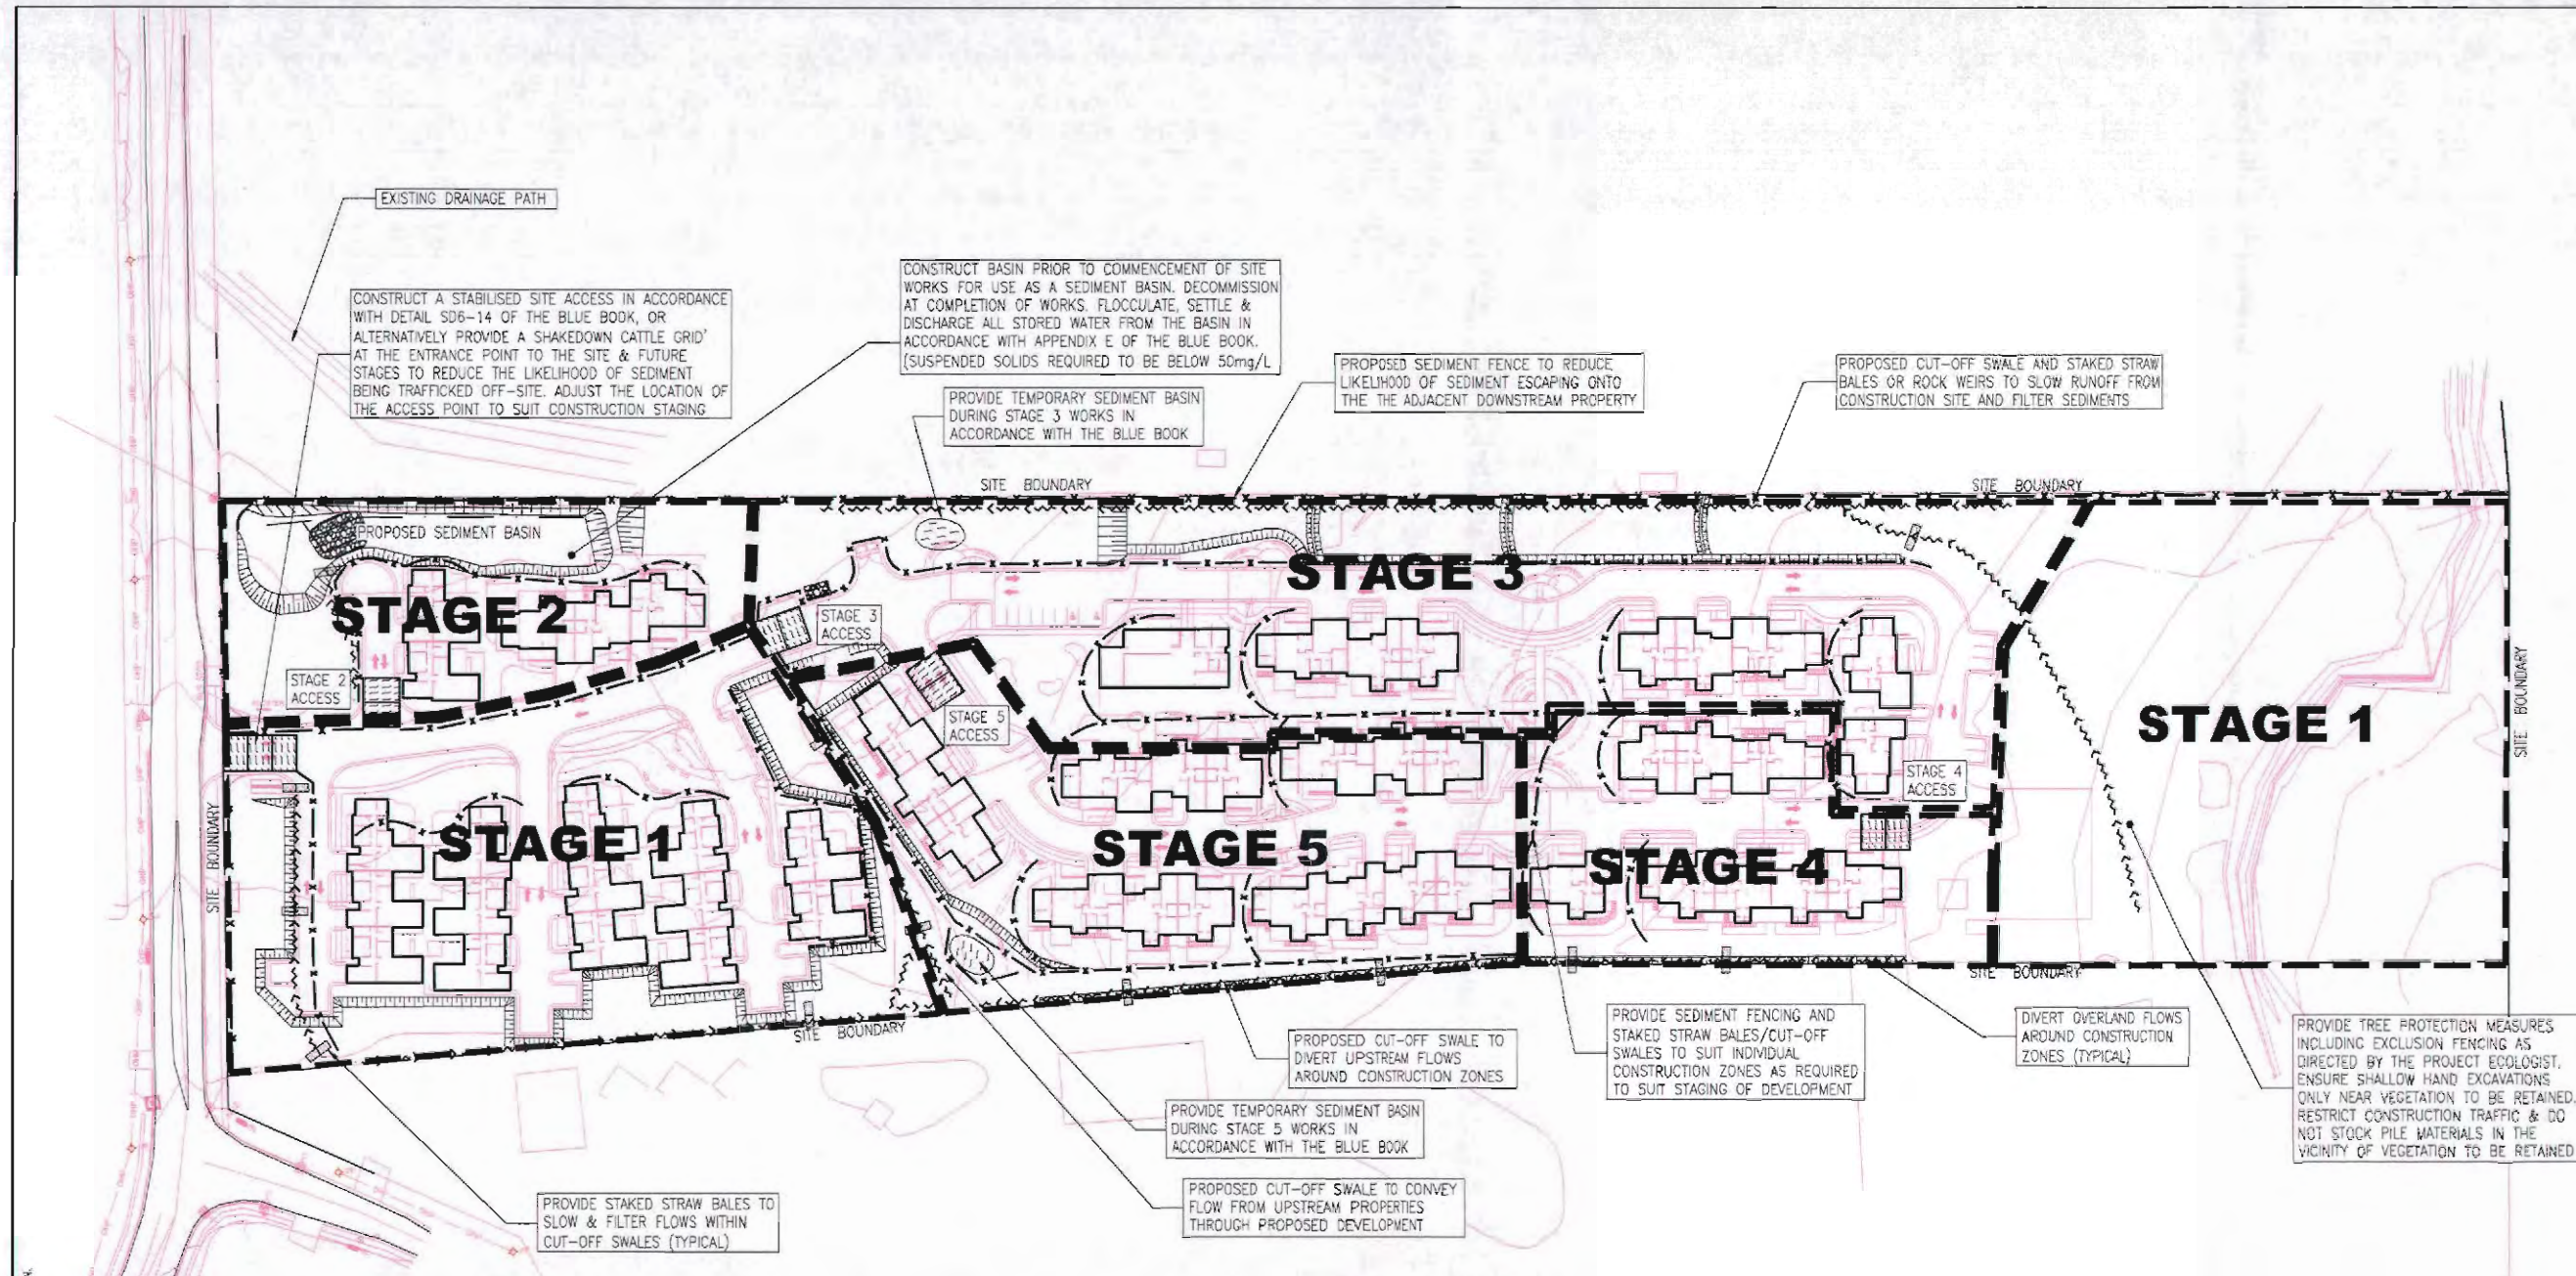 EXISTING DRAINAGE PATH
CONSTRUCT A STABILISED SITE ACCESS IN ACCORDANCE
WITH DETAIL SD6-14 OF THE BLUE BOOK, OR
ALTERNATIVELY PROVIDE A SHAKEDOWN CATTLE GRID'
AT THE ENTRANCE POINT TO THE SITE & FUTURE
STAGES TO REDUCE THE LIKELIHOOD OF SEDIMENT
BEING TRAFFICKED OFF-SITE. ADJUST THE LOCATION OF
THE ACCESS POINT TO SUIT CONSTRUCTION STAGING
CONSTRUCT BASIN PRIOR TO COMMENCEMENT OF SITE
WORKS FOR USE AS A SEDIMENT BASIN. DECOMMISSION
AT COMPLETION OF WORKS. FLOCCULATE, SETTLE &
DISCHARGE ALL STORED WATER FROM THE BASIN IN
ACCORDANCE WITH APPENDIX E OF THE BLUE BOOK.
(SUSPENDED SOLIDS REQUIRED TO BE BELOW 50mg/L
PROVIDE TEMPORARY SEDIMENT BASIN
DURING STAGE 3 WORKS IN
ACCORDANCE WITH THE BLUE BOOK
PROPOSED SEDIMENT FENCE TO REDUCE
LIKELIHOOD OF SEDIMENT ESCAPING ONTO
THE THE ADJACENT DOWNSTREAM PROPERTY
PROPOSED CUT-OFF SWALE AND STAKED STRAW
BALES OR ROCK WEIRS TO SLOW RUNOFF FROM
CONSTRUCTION SITE AND FILTER SEDIMENTS
SITE BOUNDARY
SITE BOUNDARY
PROPOSED SEDIMENT BASIN
STAGE 3
STAGE 2
STAGE 3
ACCESS
STAGE 2
ACCESS
STAGE 5
ACCESS
STAGE 1
SITE BOUNDARY
STAGE 4
ACCESS
SITE BOUNDARY
STAGE 1
STAGE 5
STAGE 4
SITE BOUNDARY
SITE BOUNDARY
PROPOSED CUT-OFF SWALE TO
DIVERT UPSTREAM FLOWS
AROUND CONSTRUCTION ZONES
PROVIDE SEDIMENT FENCING AND
STAKED STRAW BALES/CUT-OFF
SWALES TO SUIT INDIVIDUAL
CONSTRUCTION ZONES AS REQUIRED
TO SUIT STAGING OF DEVELOPMENT
DIVERT OVERLAND FLOWS
AROUND CONSTRUCTION
ZONES (TYPICAL)
PROVIDE TREE PROTECTION MEASURES
INCLUDING EXCLUSION FENCING AS
DIRECTED BY THE PROJECT ECOLOGIST.
ENSURE SHALLOW HAND EXCAVATIONS
ONLY NEAR VEGETATION TO BE RETAINED.
RESTRICT CONSTRUCTION TRAFFIC & DO
NOT STOCK PILE MATERIALS IN THE
VICINITY OF VEGETATION TO BE RETAINED
PROVIDE TEMPORARY SEDIMENT BASIN
DURING STAGE 5 WORKS IN
ACCORDANCE WITH THE BLUE BOOK
PROPOSED CUT-OFF SWALE TO CONVEY
FLOW FROM UPSTREAM PROPERTIES
THROUGH PROPOSED DEVELOPMENT
PROVIDE STAKED STRAW BALES TO
SLOW & FILTER FLOWS WITHIN
CUT-OFF SWALES (TYPICAL)